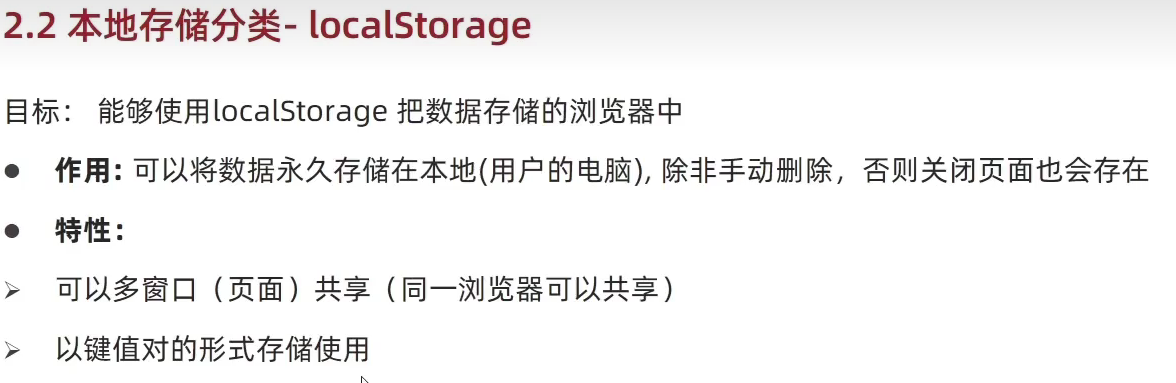 2.2 本地存储分类- localStorage
目标： 能够使用localStorage 把数据存储的浏览器中
● 作用: 可以将数据永久存储在本地(用户的电脑), 除非手动删除，否则关闭页面也会存在
● 特性：
➢ 可以多窗口（页面）共享（同一浏览器可以共享）
➢ 以键值对的形式存储使用